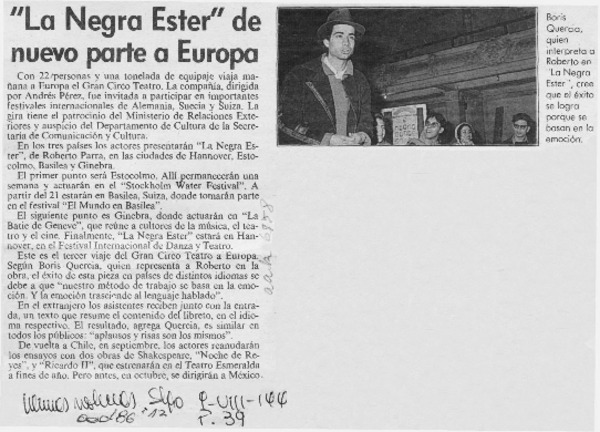 "La Negra Ester" de
nuevo parte a Europa
Con 22 personas y una tonelada de equipaje viaja ma-
ñana a Europa el Gran Circo Teatro. La compañía, dirigida
por Andrés Pérez, fue invitada a participar en importantes
festivales internacionales de Alemania, Suecia y Suiza. La
gira tiene el patrocinio del Ministerio de Relaciones Exte-
riores y auspicio del Departamento de Cultura de la Secre-
taría de Comunicación y Cultura.
En los tres países los actores presentarán "La Negra Es-
ter", de Roberto Parra, en las ciudades de Hannover, Esto-
colmo, Basilea y Ginebra.
El primer punto será Estocolmo. Allí permanecerán una
semana y actuarán en el "Stockholm Water Festival". A
partir del 21 estarán en Basilea, Suiza, donde tomarán parte
en el festival "El Mundo en Basilea".
El siguiente punto es Ginebra, donde actuarán en "La
Batie de Geneve", que reúne a cultores de la música, el tea-
tro y el cine. Finalmente, "La Negra Ester" estará en Han-
nover, en el Festival Internacional de Danza y Teatro.
Este es el tercer viaje del Gran Circo Teatro a Europa.
Según Boris Quercia, quien representa a Roberto en la
obra, el éxito de esta pieza en países de distintos idiomas se
debe a que "nuestro método de trabajo se basa en la emo-
ción. Y la emoción trasciende al lenguaje hablado".
En el extranjero los asistentes reciben junto con la entra-
da, un texto que resume el contenido del libreto, en el idio-
ma respectivo. El resultado, agrega Quercia, es similar en
todos los públicos: "aplausos y risas son los mismos".
De vuelta a Chile, en septiembre, los actores reanudarán
los ensayos con dos obras de Shakespeare, "Noche de Re-
yes", y "Ricardo II", que estrenarán en el Teatro Esmeralda
a fines de año. Pero antes, en octubre, se dirigirán a México.
Boris
Quercia,
quien
interpreta a
Roberto en
"La Negra
Ester", cree
que el éxito
se logra
porque se
basan en la
emoción.
Stgo 9-VIII-144
P. 39